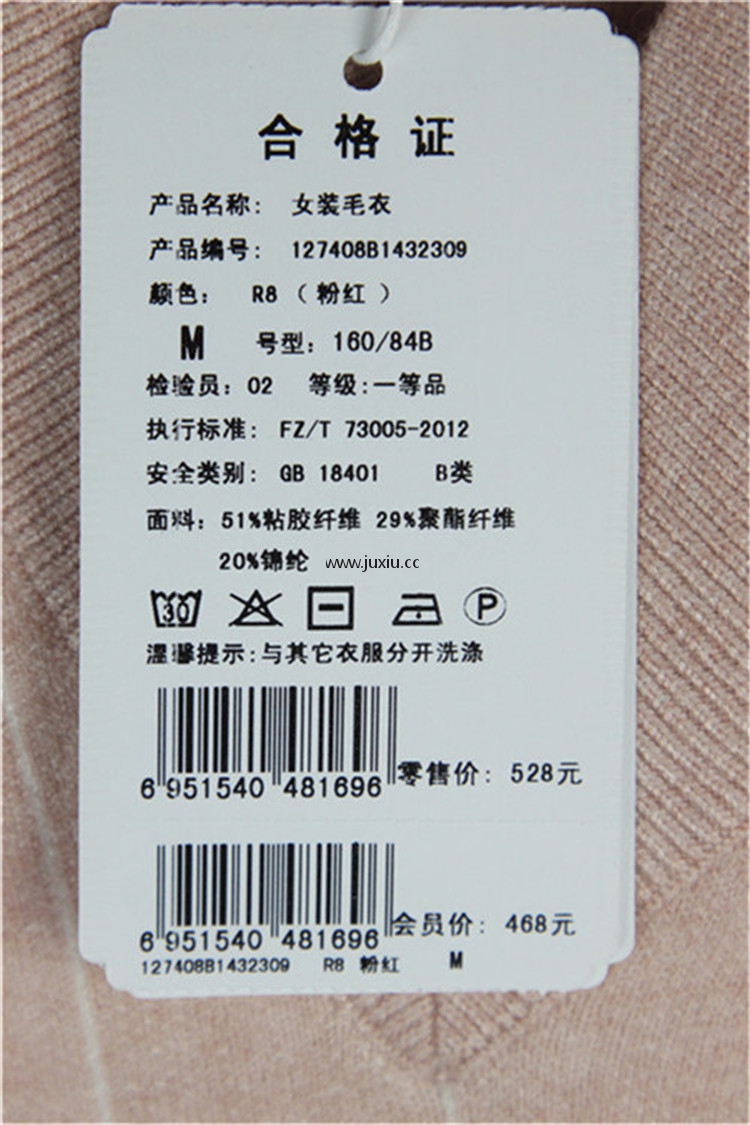 合格证
产品名称: 女装毛衣
产品编号: 127408B1432309
颜色: R8 (粉红)
M 号型: 160/84B
检验员: 02 等级:一等品
执行标准: FZ/T 73005-2012
安全类别: GB 18401 B类
面料: 51%粘胶纤维 29%聚酯纤维
20%锦纶 www.juxiu.cc
30 P
温馨提示:与其它衣服分开洗涤
6 951540 481696 零售价: 528元
6 951540 481696 会员价: 468元
127408B1432309 R8 粉红 M